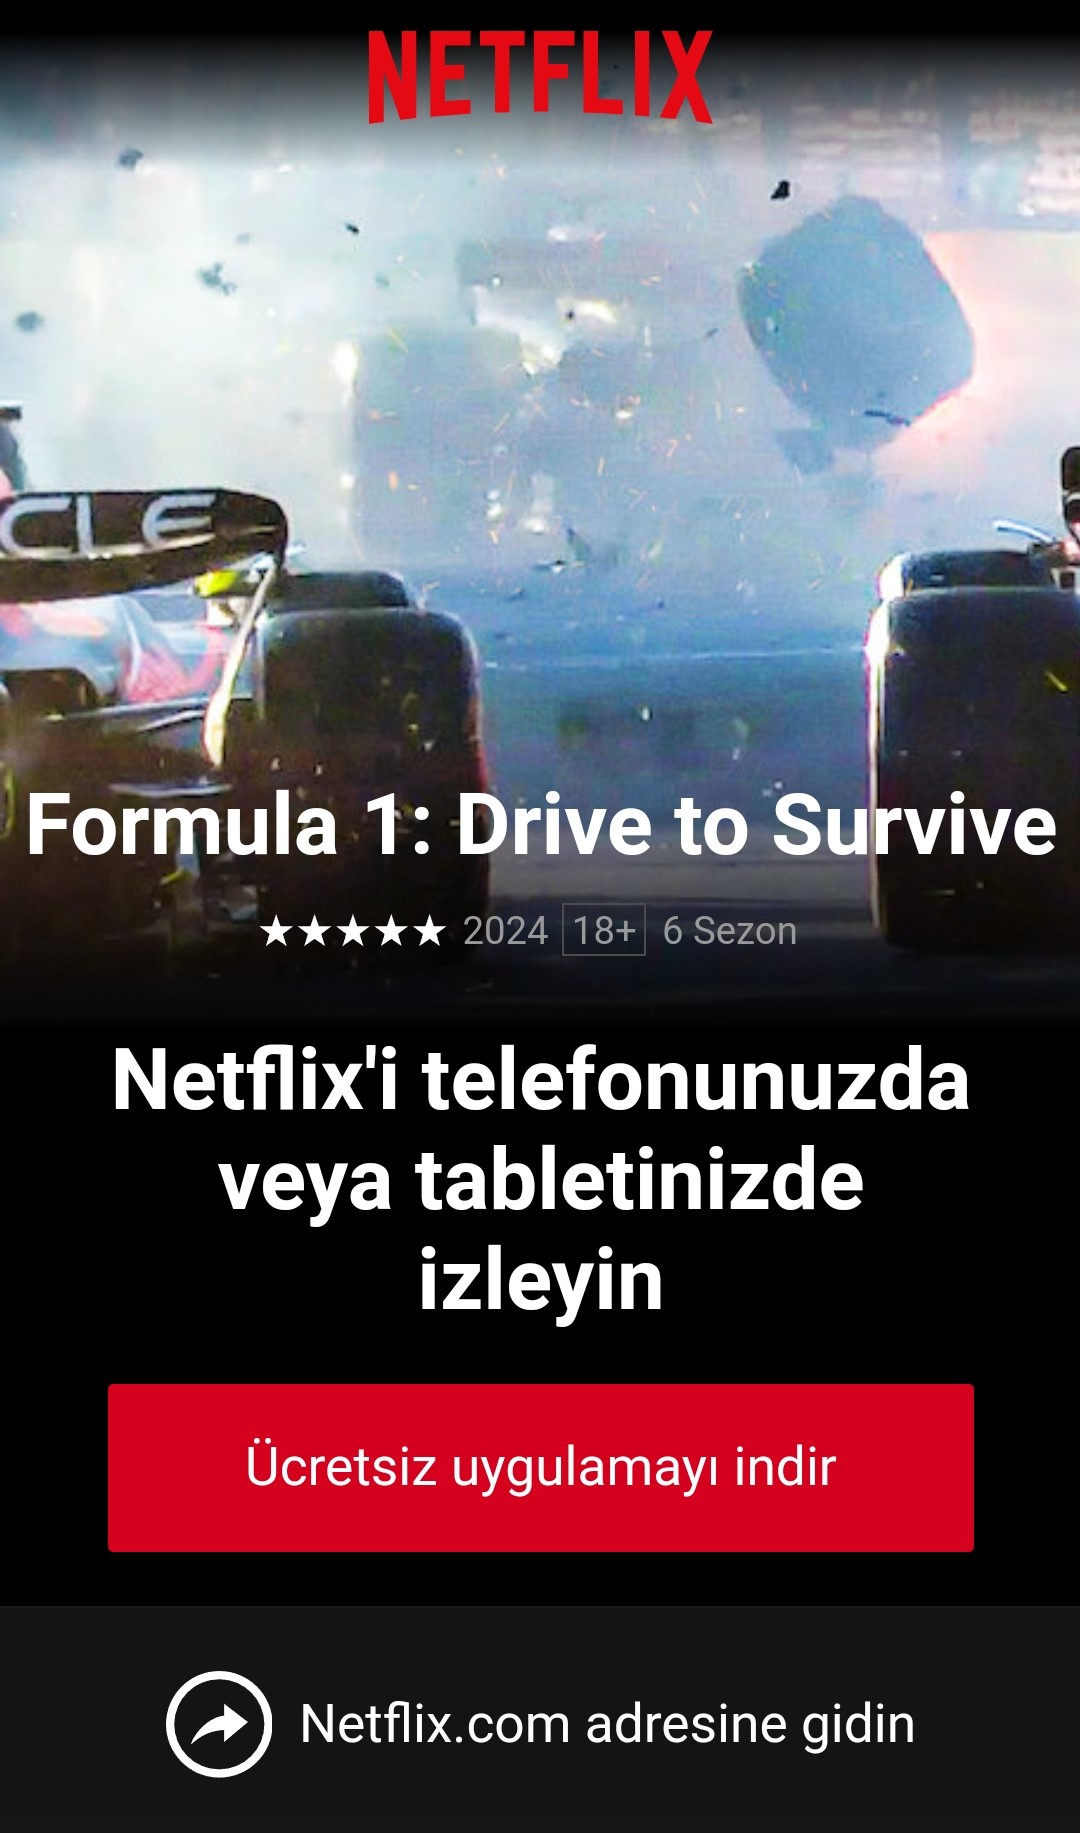 NETFLIX
CLE
Formula 1: Drive to Survive
★★★★★ 2024 18+ 6 Sezon
Netflix'i telefonunuzda
veya tabletinizde
izleyin
Ücretsiz uygulamayı indir
Netflix.com adresine gidin